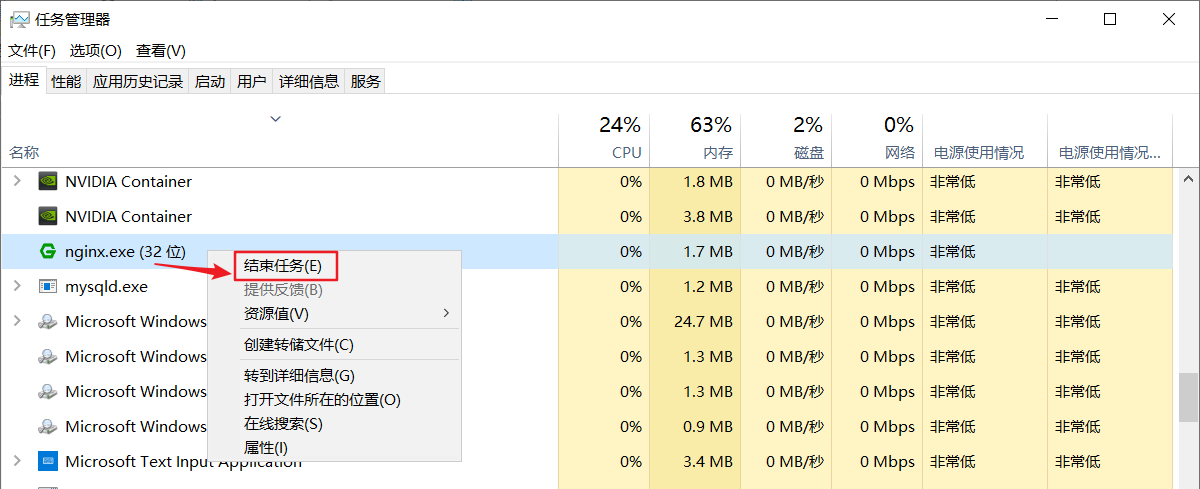 任务管理器
文件(F) 选项(O) 查看(V)
进程 性能 应用历史记录 启动 用户 详细信息 服务
24% 63% 2% 0%
名称 CPU 内存 磁盘 网络 电源使用情况 电源使用情况...
NVIDIA Container 0% 1.8 MB 0 MB/秒 0 Mbps 非常低 非常低
NVIDIA Container 0% 3.8 MB 0 MB/秒 0 Mbps 非常低 非常低
nginx.exe (32 位) 0% 1.7 MB 0 MB/秒 0 Mbps 非常低 非常低
mysqld.exe 0% 1.2 MB 0 MB/秒 0 Mbps 非常低 非常低
Microsoft Windows 0% 24.7 MB 0 MB/秒 0 Mbps 非常低 非常低
Microsoft Windows 0% 1.3 MB 0 MB/秒 0 Mbps 非常低 非常低
Microsoft Windows 0% 1.3 MB 0 MB/秒 0 Mbps 非常低 非常低
Microsoft Windows 0% 0.9 MB 0 MB/秒 0 Mbps 非常低 非常低
Microsoft Text Input Application 0% 3.4 MB 0 MB/秒 0 Mbps 非常低 非常低
结束任务(E)
提供反馈(B)
资源值(V)
创建转储文件(C)
转到详细信息(G)
打开文件所在的位置(O)
在线搜索(S)
属性(I)